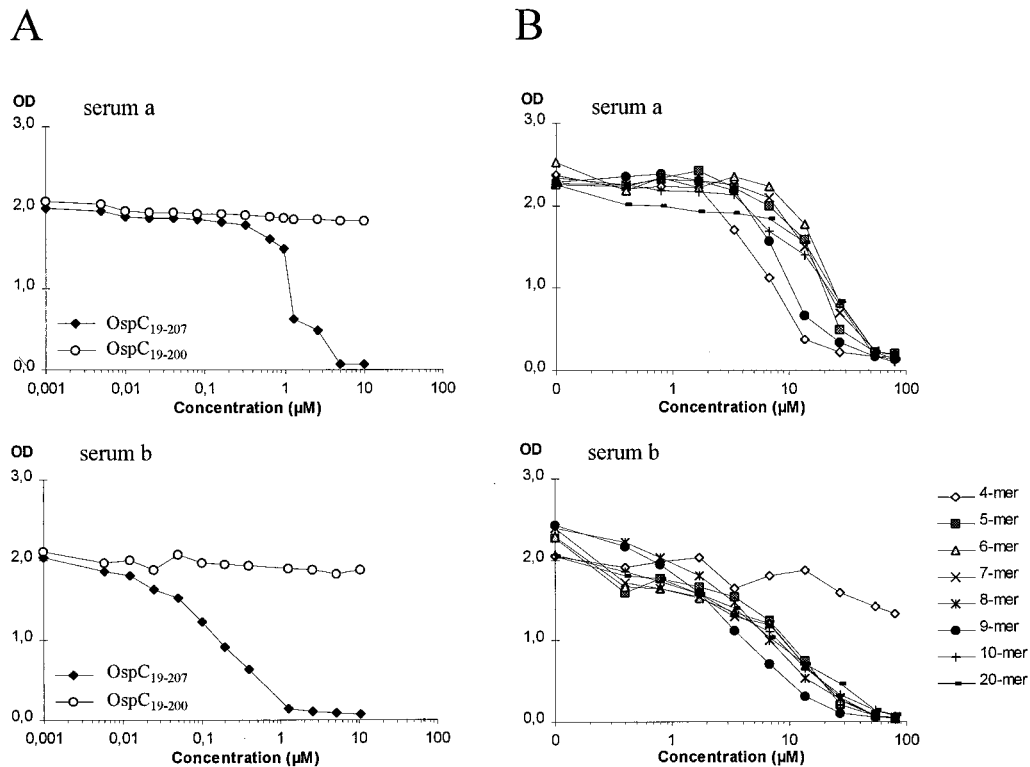 A
B
OD
serum a
3,0
2,0
1,0
0,0
OspC19-207
OspC19-200
0,001
0,01
0,1
1
10
100
Concentration (µM)
OD
serum a
3,0
2,0
1,0
0,0
0
1
10
100
Concentration (µM)
OD
serum b
3,0
2,0
1,0
0,0
OspC19-207
OspC19-200
0,001
0,01
0,1
1
10
100
Concentration (µM)
OD
serum b
3,0
2,0
1,0
0,0
0
1
10
100
Concentration (µM)
4-mer
5-mer
6-mer
7-mer
8-mer
9-mer
10-mer
20-mer